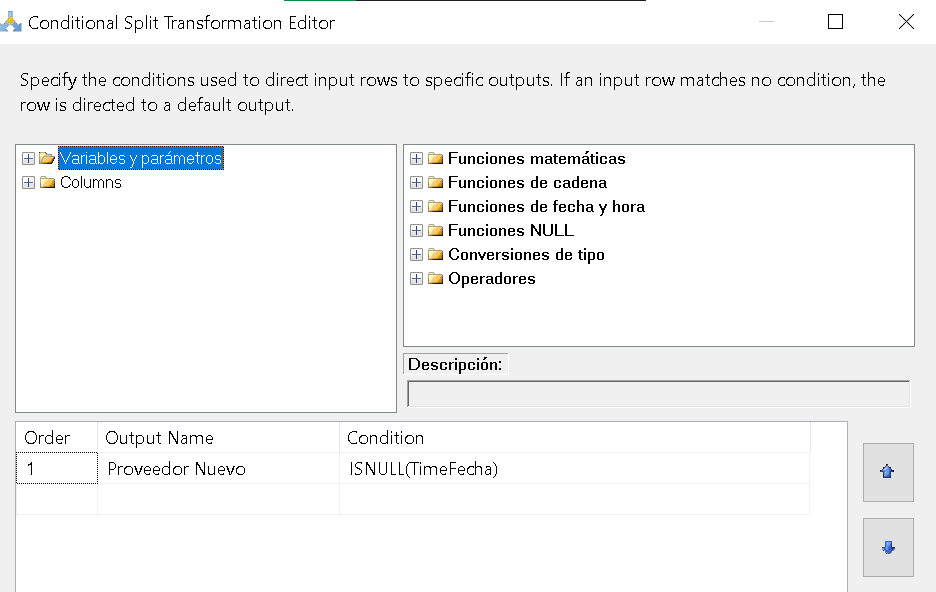 Conditional Split Transformation Editor
Specify the conditions used to direct input rows to specific outputs. If an input row matches no condition, the
row is directed to a default output.
Variables y parámetros
Columns
Funciones matemáticas
Funciones de cadena
Funciones de fecha y hora
Funciones NULL
Conversiones de tipo
Operadores
Descripción:
Order Output Name Condition
1 Proveedor Nuevo ISNULL(TimeFecha)